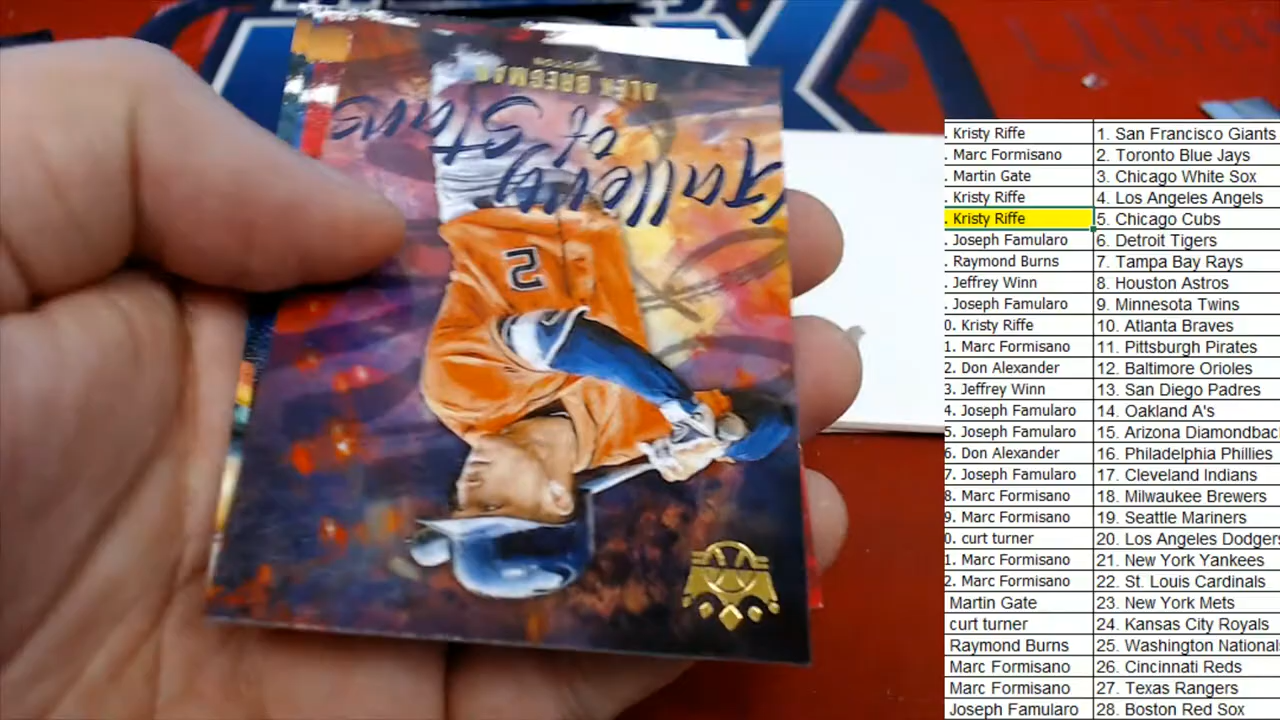 ALEX BREGMAN
HOUSTON
Gallery
of Stars
2
. Kristy Riffe 1. San Francisco Giants
. Marc Formisano 2. Toronto Blue Jays
. Martin Gate 3. Chicago White Sox
. Kristy Riffe 4. Los Angeles Angels
. Kristy Riffe 5. Chicago Cubs
. Joseph Famularo 6. Detroit Tigers
. Raymond Burns 7. Tampa Bay Rays
. Jeffrey Winn 8. Houston Astros
. Joseph Famularo 9. Minnesota Twins
0. Kristy Riffe 10. Atlanta Braves
1. Marc Formisano 11. Pittsburgh Pirates
2. Don Alexander 12. Baltimore Orioles
3. Jeffrey Winn 13. San Diego Padres
4. Joseph Famularo 14. Oakland A's
5. Joseph Famularo 15. Arizona Diamondbac
6. Don Alexander 16. Philadelphia Phillies
7. Joseph Famularo 17. Cleveland Indians
8. Marc Formisano 18. Milwaukee Brewers
9. Marc Formisano 19. Seattle Mariners
0. curt turner 20. Los Angeles Dodgers
1. Marc Formisano 21. New York Yankees
2. Marc Formisano 22. St. Louis Cardinals
Martin Gate 23. New York Mets
curt turner 24. Kansas City Royals
Raymond Burns 25. Washington Nationals
Marc Formisano 26. Cincinnati Reds
Marc Formisano 27. Texas Rangers
Joseph Famularo 28. Boston Red Sox